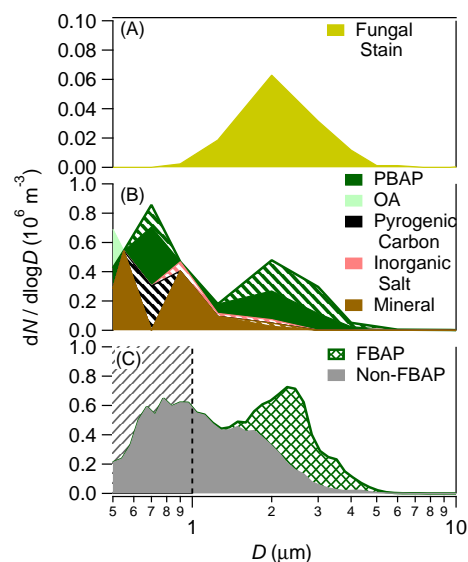 (A)
Fungal
Stain
0.10
0.08
0.06
0.04
0.02
0.00
(B)
PBAP
OA
Pyrogenic
Carbon
Inorganic
Salt
Mineral
1.0
0.8
0.6
0.4
0.2
0.0
dN / dlogD (10⁶ m⁻³)
(C)
FBAP
Non-FBAP
1.0
0.8
0.6
0.4
0.2
0.0
5 6 7 8 9 1 2 3 4 5 6 7 8 9 10
D (μm)